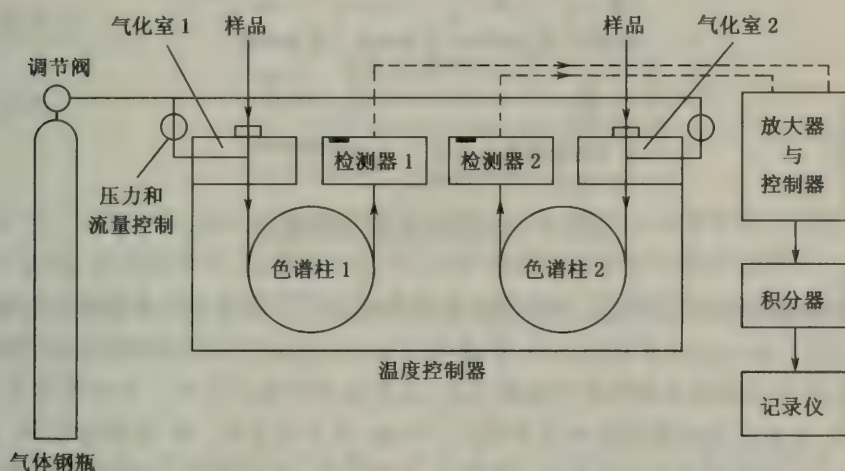 气化室 1
样品
样品
气化室 2
调节阀
放大器
与
控制器
检测器 1
检测器 2
压力和
流量控制
色谱柱 1
色谱柱 2
积分器
温度控制器
记录仪
气体钢瓶